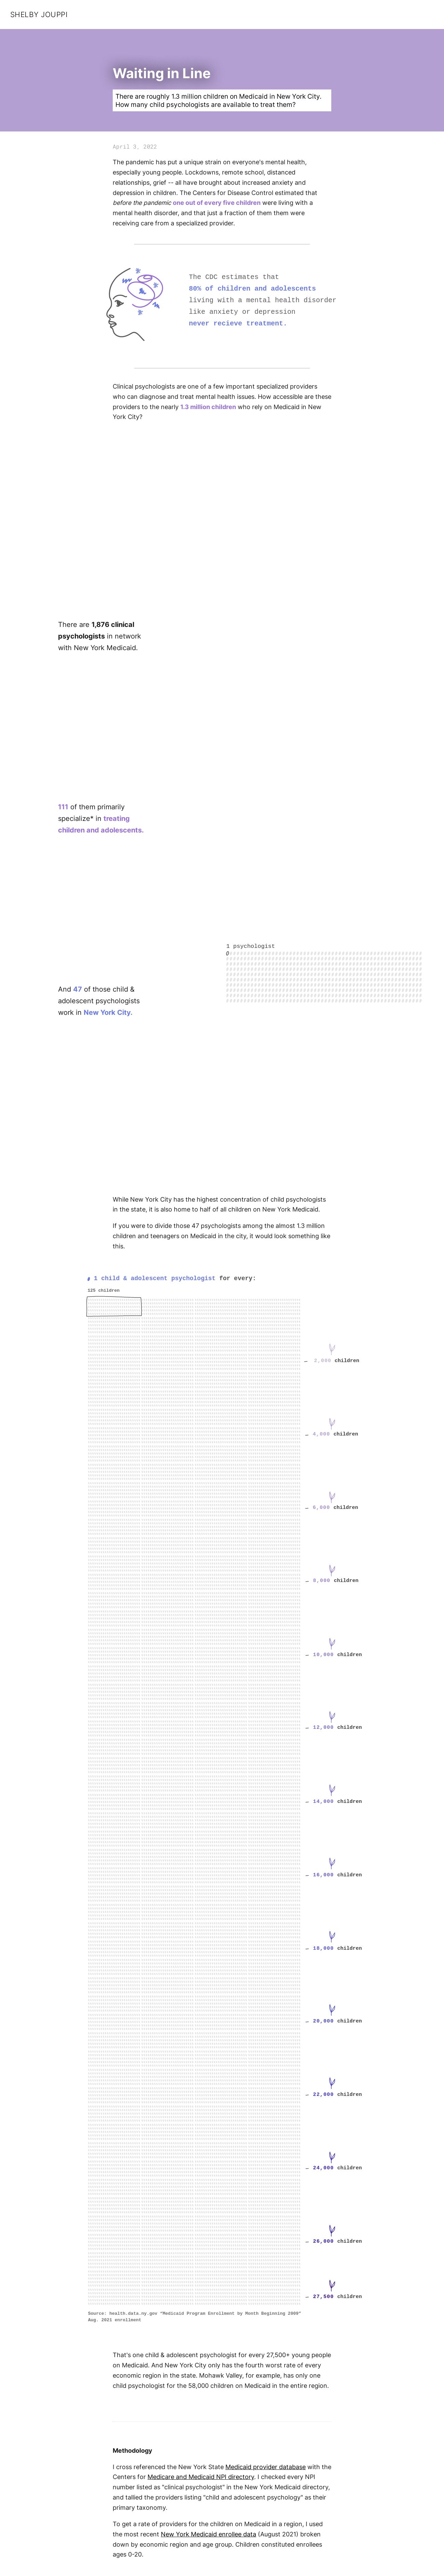 SHELBY JOUPPI
Waiting in Line
There are roughly 1.3 million children on Medicaid in New York City.
How many child psychologists are available to treat them?
April 3, 2022
The pandemic has put a unique strain on everyone's mental health,
especially young people. Lockdowns, remote school, distanced
relationships, grief -- all have brought about increased anxiety and
depression in children. The Centers for Disease Control estimated that
before the pandemic one out of every five children were living with a
mental health disorder, and that just a fraction of them them were
receiving care from a specialized provider.
The CDC estimates that
80% of children and adolescents
living with a mental health disorder
like anxiety or depression
never recieve treatment.
Clinical psychologists are one of a few important specialized providers
who can diagnose and treat mental health issues. How accessible are these
providers to the nearly 1.3 million children who rely on Medicaid in New
York City?
There are 1,876 clinical
psychologists in network
with New York Medicaid.
111 of them primarily
specialize* in treating
children and adolescents.
1 psychologist
And 47 of those child &
adolescent psychologists
work in New York City.
While New York City has the highest concentration of child psychologists
in the state, it is also home to half of all children on New York Medicaid.
If you were to divide those 47 psychologists among the almost 1.3 million
children and teenagers on Medicaid in the city, it would look something like
this.
1 child & adolescent psychologist for every:
125 children
— 2,000 children
— 4,000 children
— 6,000 children
— 8,000 children
— 10,000 children
— 12,000 children
— 14,000 children
— 16,000 children
— 18,000 children
— 20,000 children
— 22,000 children
— 24,000 children
— 26,000 children
— 27,500 children
Source: health.data.ny.gov "Medicaid Program Enrollment by Month Beginning 2009"
Aug. 2021 enrollment
That's one child & adolescent psychologist for every 27,500+ young people
on Medicaid. And New York City only has the fourth worst rate of every
economic region in the state. Mohawk Valley, for example, has only one
child psychologist for the 58,000 children on Medicaid in the entire region.
Methodology
I cross referenced the New York State Medicaid provider database with the
Centers for Medicare and Medicaid NPI directory. I checked every NPI
number listed as "clinical psychologist" in the New York Medicaid directory,
and tallied the providers listing "child and adolescent psychology" as their
primary taxonomy.
To get a rate of providers for the children on Medicaid in a region, I used
the most recent New York Medicaid enrollee data (August 2021) broken
down by economic region and age group. Children constituted enrollees
ages 0-20.